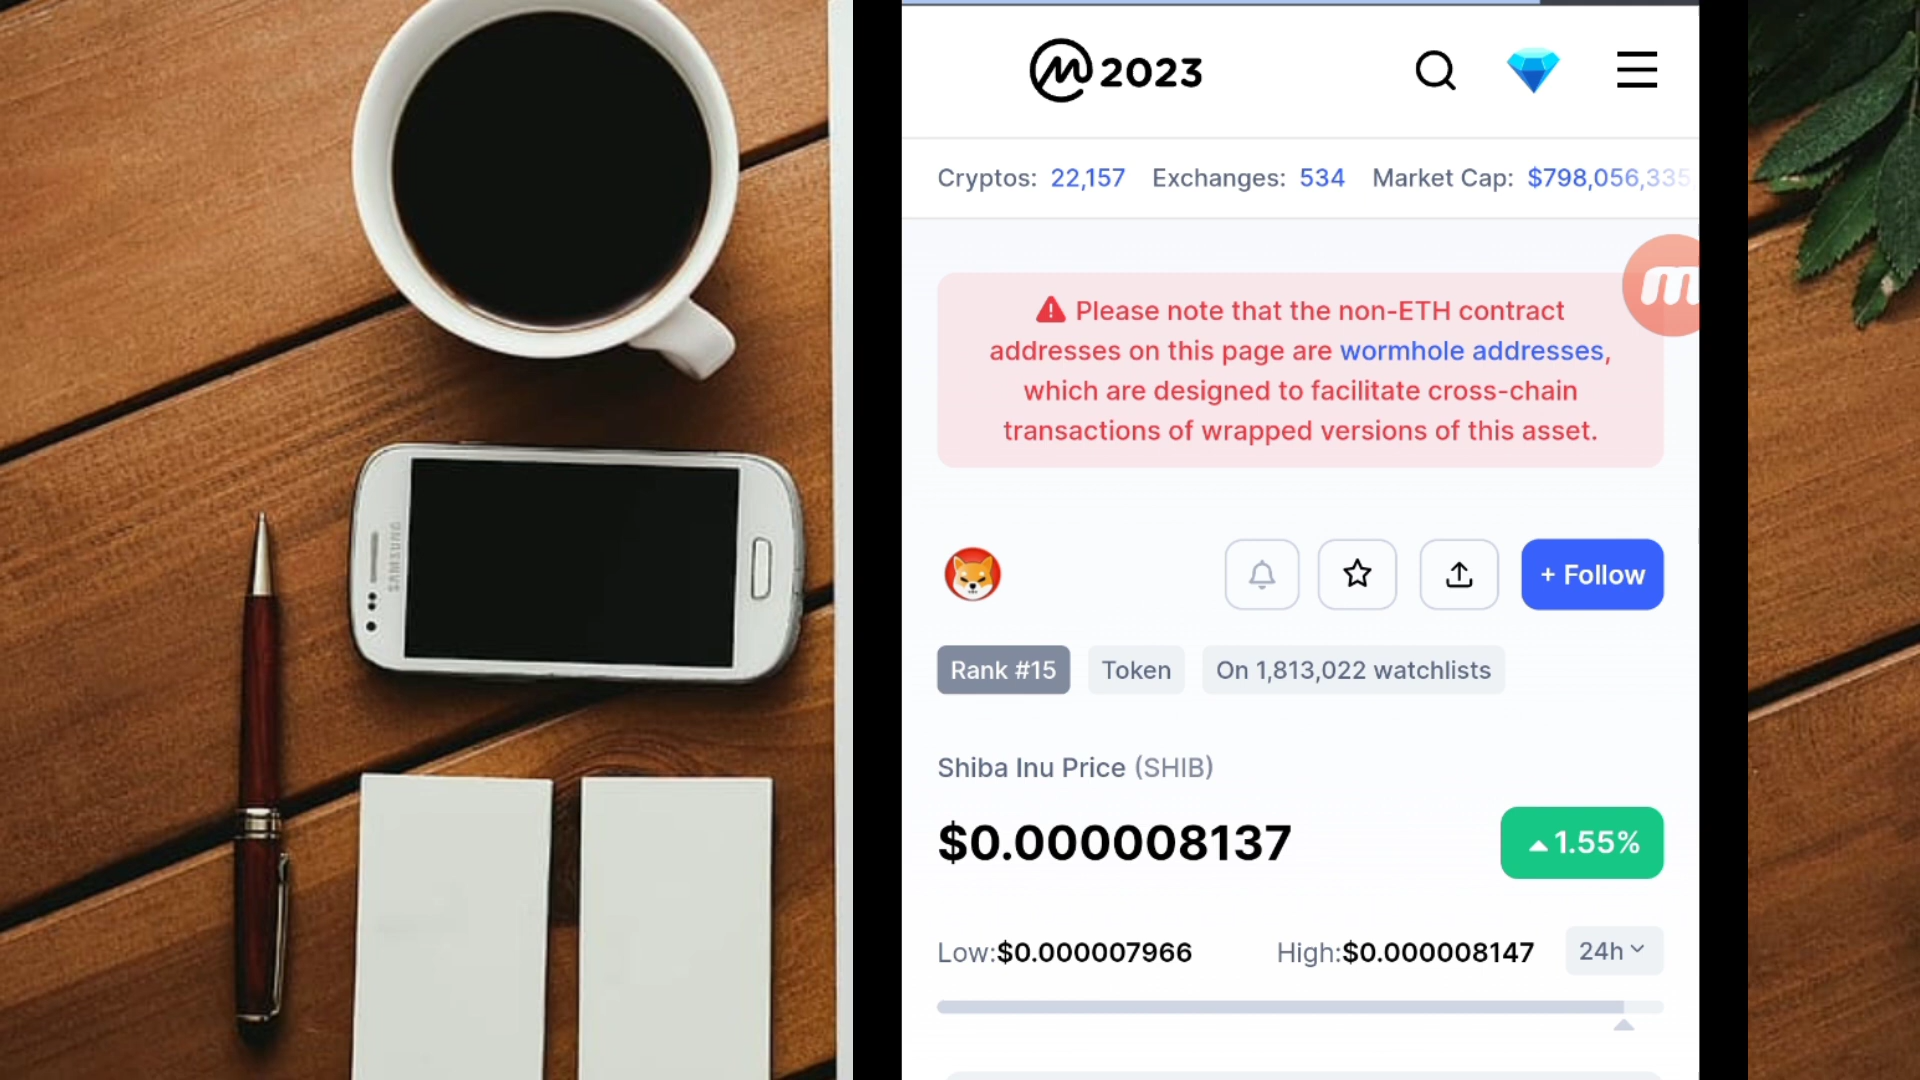 SAMSUNG
2023
Cryptos: 22,157 Exchanges: 534 Market Cap: $798,056,335,
Please note that the non-ETH contract
addresses on this page are wormhole addresses,
which are designed to facilitate cross-chain
transactions of wrapped versions of this asset.
+ Follow
Rank #15 Token On 1,813,022 watchlists
Shiba Inu Price (SHIB)
$0.000008137 1.55%
Low:$0.000007966 High:$0.000008147 24h